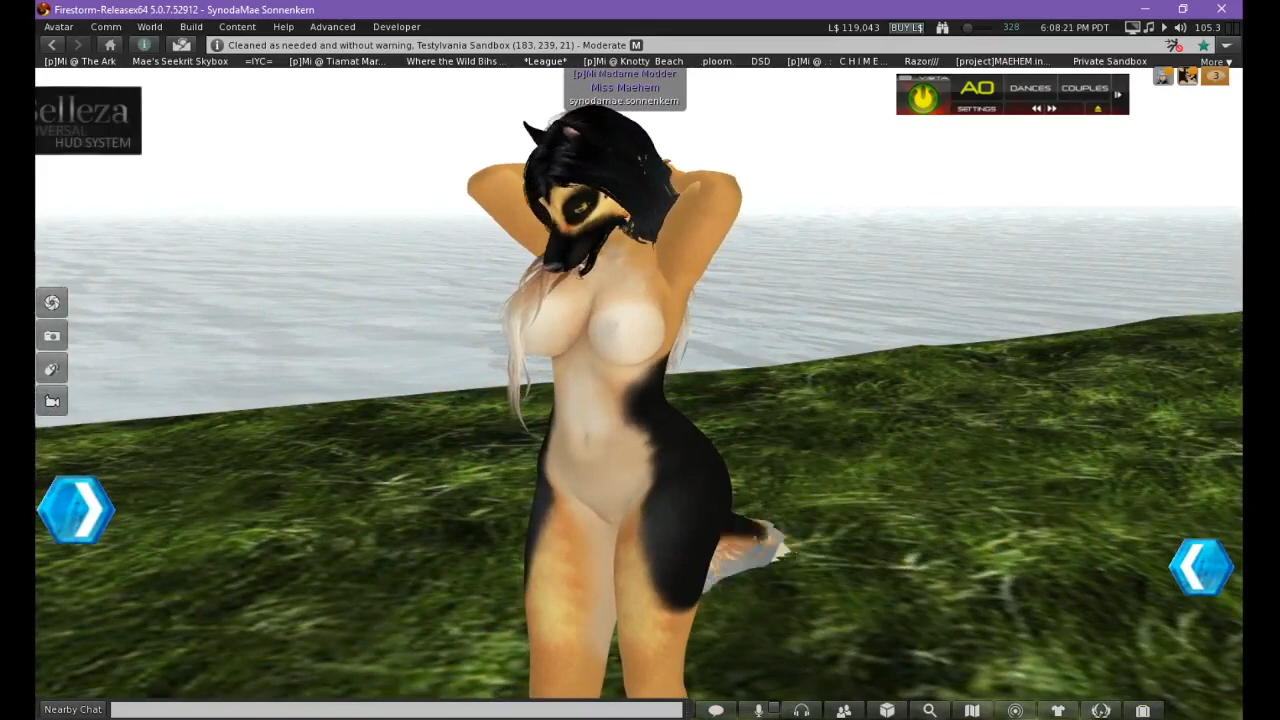 Firestorm-Releasex64 5.0.7.52912 - SynodaMae Sonnenkern
Avatar Comm World Build Content Help Advanced Developer L$ 119,043 BUY L$ 328 6:08:21 PM PDT 105.3
Cleaned as needed and without warning, Testylvania Sandbox (183, 239, 21) - Moderate M
[p]Mi @ The Ark Mae's Seekrit Skybox =IYC= [p]Mi @ Tiamat Mar... Where the Wild Bihs... *League* [p]Mi @ Knotty Beach .ploom. DSD [p]Mi @ . : C H I M E ... Razor/// [project]MAEHEM in... Private Sandbox More
[p]Mi Madame Modder
Miss Maehem
synodamae.sonnenkern
Belleza
UNIVERSAL
HUD SYSTEM
VISTA
AO DANCES COUPLES
SETTINGS
3
Nearby Chat